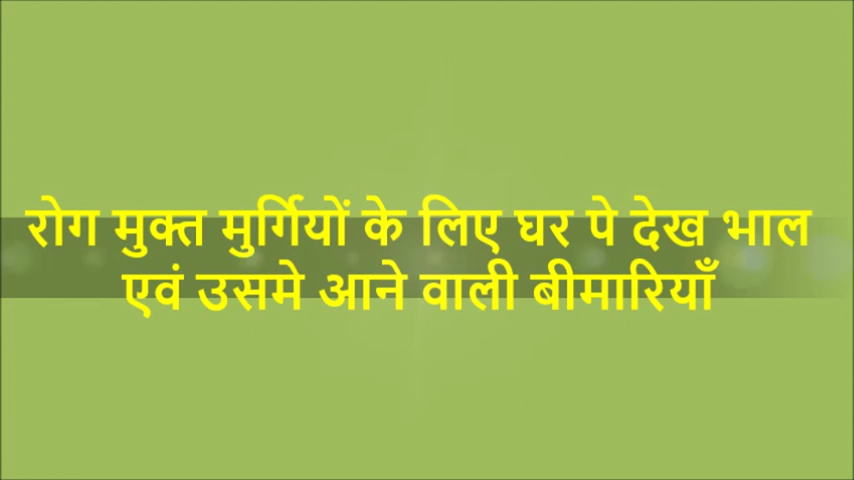 रोग मुक्त मुर्गियों के लिए घर पे देख भाल
एवं उसमे आने वाली बीमारियाँ